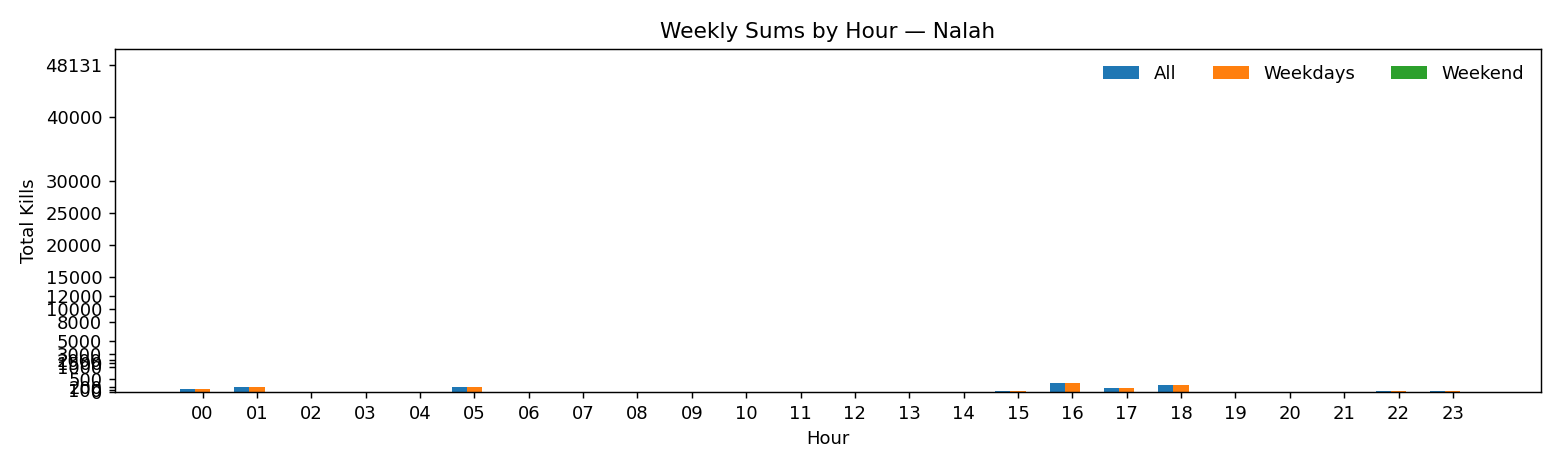 Weekly Sums by Hour — Nalah
All Weekdays Weekend
Total Kills
48131
40000
30000
25000
20000
15000
12000
10000
8000
5000
3000
1000
500
00 01 02 03 04 05 06 07 08 09 10 11 12 13 14 15 16 17 18 19 20 21 22 23
Hour